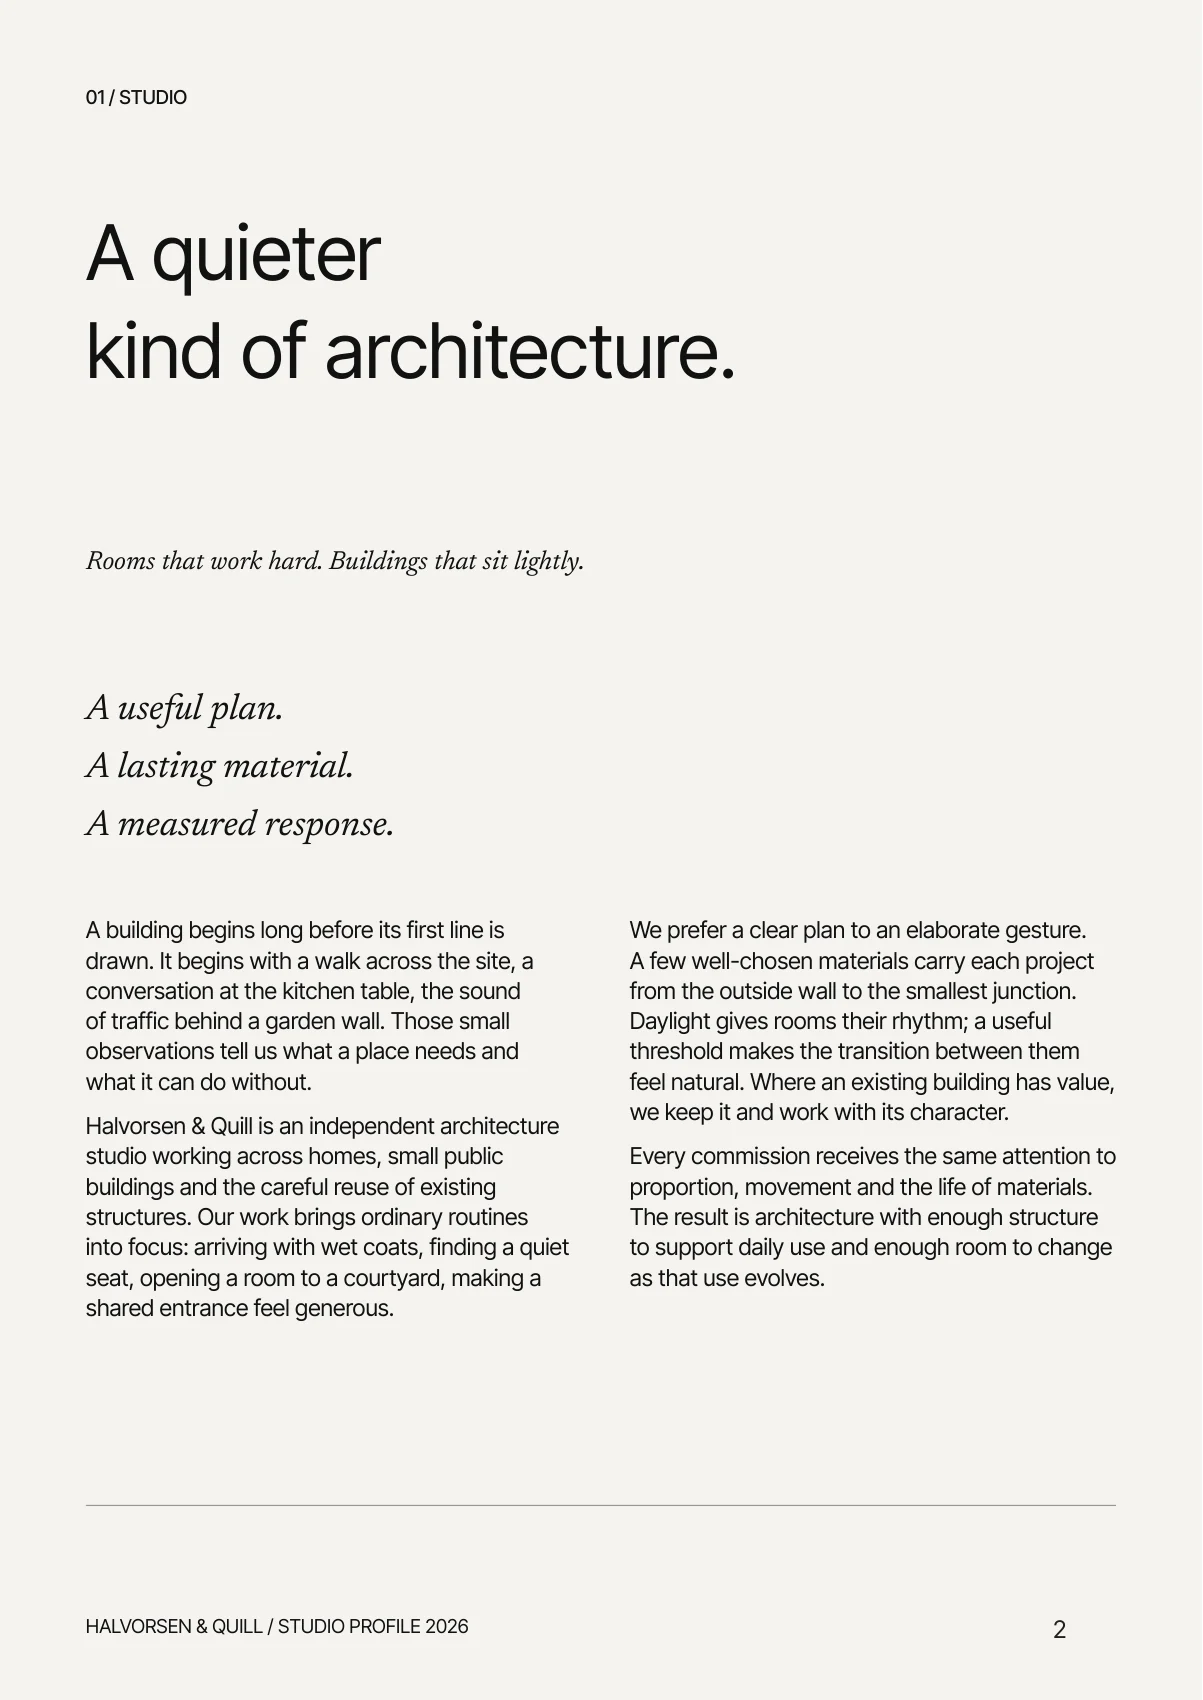 01 / STUDIO
A quieter
kind of architecture.
Rooms that work hard. Buildings that sit lightly.
A useful plan.
A lasting material.
A measured response.
A building begins long before its first line is
drawn. It begins with a walk across the site, a
conversation at the kitchen table, the sound
of traffic behind a garden wall. Those small
observations tell us what a place needs and
what it can do without.
Halvorsen & Quill is an independent architecture
studio working across homes, small public
buildings and the careful reuse of existing
structures. Our work brings ordinary routines
into focus: arriving with wet coats, finding a quiet
seat, opening a room to a courtyard, making a
shared entrance feel generous.
We prefer a clear plan to an elaborate gesture.
A few well-chosen materials carry each project
from the outside wall to the smallest junction.
Daylight gives rooms their rhythm; a useful
threshold makes the transition between them
feel natural. Where an existing building has value,
we keep it and work with its character.
Every commission receives the same attention to
proportion, movement and the life of materials.
The result is architecture with enough structure
to support daily use and enough room to change
as that use evolves.
HALVORSEN & QUILL / STUDIO PROFILE 2026
2